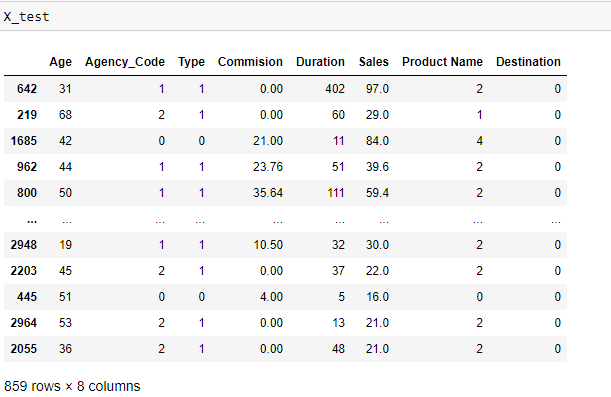 X_test
Age Agency_Code Type Commision Duration Sales Product Name Destination
642 31 1 1 0.00 402 97.0 2 0
219 68 2 1 0.00 60 29.0 1 0
1685 42 0 0 21.00 11 84.0 4 0
962 44 1 1 23.76 51 39.6 2 0
800 50 1 1 35.64 111 59.4 2 0
... ... ... ... ... ... ... ... ...
2948 19 1 1 10.50 32 30.0 2 0
2203 45 2 1 0.00 37 22.0 2 0
445 51 0 0 4.00 5 16.0 0 0
2964 53 2 1 0.00 13 21.0 2 0
2055 36 2 1 0.00 48 21.0 2 0
859 rows × 8 columns